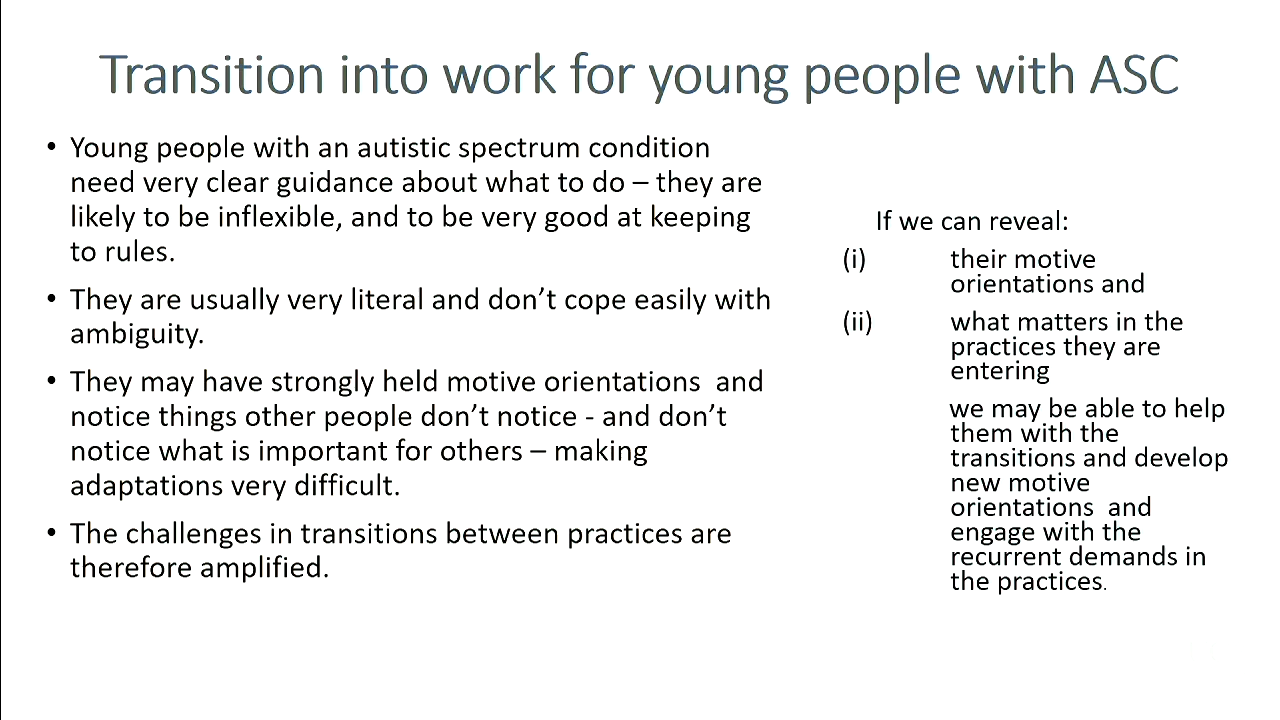 Transition into work for young people with ASC
• Young people with an autistic spectrum condition
need very clear guidance about what to do – they are
likely to be inflexible, and to be very good at keeping
to rules.
• They are usually very literal and don’t cope easily with
ambiguity.
• They may have strongly held motive orientations  and
notice things other people don’t notice - and don’t
notice what is important for others – making
adaptations very difficult.
• The challenges in transitions between practices are
therefore amplified.
If we can reveal:
(i) their motive
orientations and
(ii) what matters in the
practices they are
entering
we may be able to help
them with the
transitions and develop
new motive
orientations  and
engage with the
recurrent demands in
the practices.